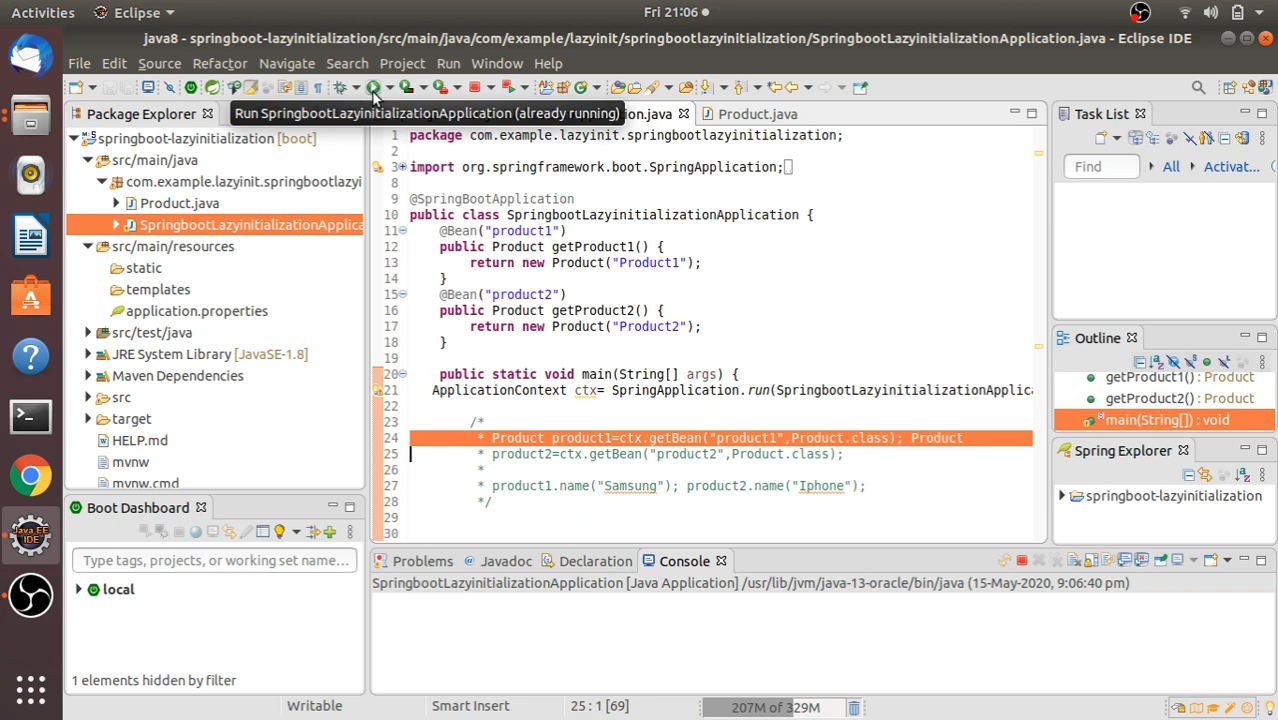 Activities Eclipse Fri 21:06
java8 - springboot-lazyinitialization/src/main/java/com/example/lazyinit/springbootlazyinitialization/SpringbootLazyinitializationApplication.java - Eclipse IDE
File Edit Source Refactor Navigate Search Project Run Window Help
Package Explorer
Run SpringbootLazyinitializationApplication (already running)
on.java
Product.java
springboot-lazyinitialization [boot]
src/main/java
com.example.lazyinit.springbootlazyi
Product.java
SpringbootLazyinitializationApplica
src/main/resources
static
templates
application.properties
src/test/java
JRE System Library [JavaSE-1.8]
Maven Dependencies
src
target
HELP.md
mvnw
mvnw.cmd
1 package com.example.lazyinit.springbootlazyinitialization;
2
3 import org.springframework.boot.SpringApplication;
8
9 @SpringBootApplication
10 public class SpringbootLazyinitializationApplication {
11 @Bean("product1")
12 public Product getProduct1() {
13 return new Product("Product1");
14 }
15 @Bean("product2")
16 public Product getProduct2() {
17 return new Product("Product2");
18 }
19
20 public static void main(String[] args) {
21 ApplicationContext ctx= SpringApplication.run(SpringbootLazyinitializationApplica
22
23 /*
24 * Product product1=ctx.getBean("product1",Product.class); Product
25 * product2=ctx.getBean("product2",Product.class);
26 *
27 * product1.name("Samsung"); product2.name("Iphone");
28 */
29
30
Task List
Find All Activat...
Outline
getProduct1() : Product
getProduct2() : Product
main(String[]) : void
Spring Explorer
springboot-lazyinitialization
Boot Dashboard
Type tags, projects, or working set name...
local
1 elements hidden by filter
Problems Javadoc Declaration Console
SpringbootLazyinitializationApplication [Java Application] /usr/lib/jvm/java-13-oracle/bin/java (15-May-2020, 9:06:40 pm)
Writable Smart Insert 25 : 1 [69] 207M of 329M